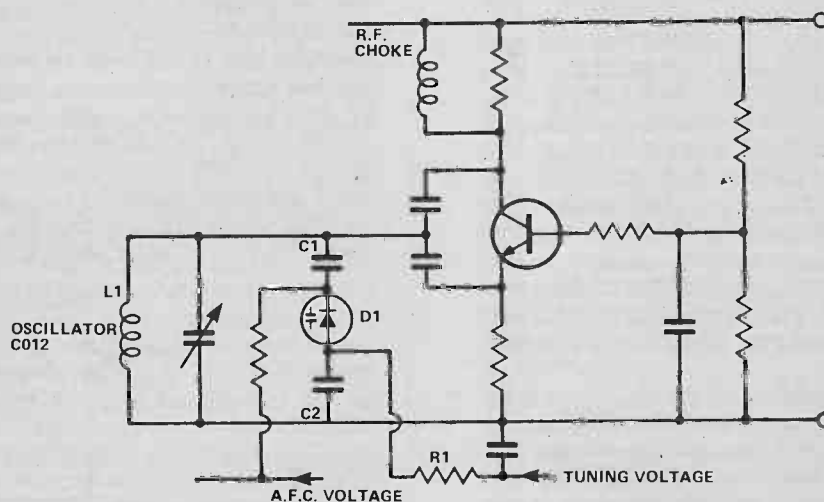 R.F.
CHOKE
C1
L1
OSCILLATOR
C012
D1
C2
R1
TUNING VOLTAGE
A.F.C. VOLTAGE